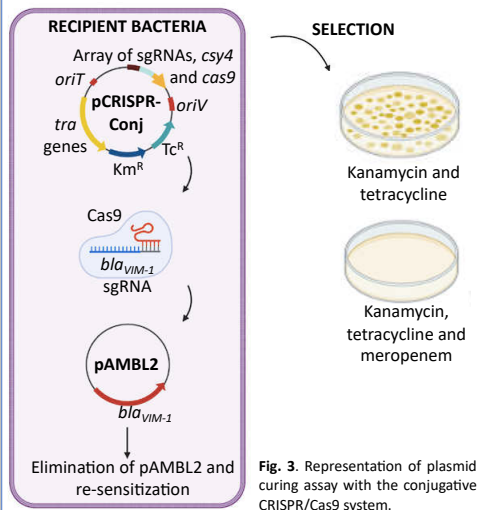 RECIPIENT BACTERIA
Array of sgRNAs, csy4
and cas9
oriT
oriV
pCRISPR-
Conj
tra
genes
Km^R
Tc^R
Cas9
bla_VIM-1
sgRNA
pAMBL2
bla_VIM-1
Elimination of pAMBL2 and
re-sensitization
SELECTION
Kanamycin and
tetracycline
Kanamycin,
tetracycline and
meropenem
Fig. 3. Representation of plasmid
curing assay with the conjugative
CRISPR/Cas9 system.